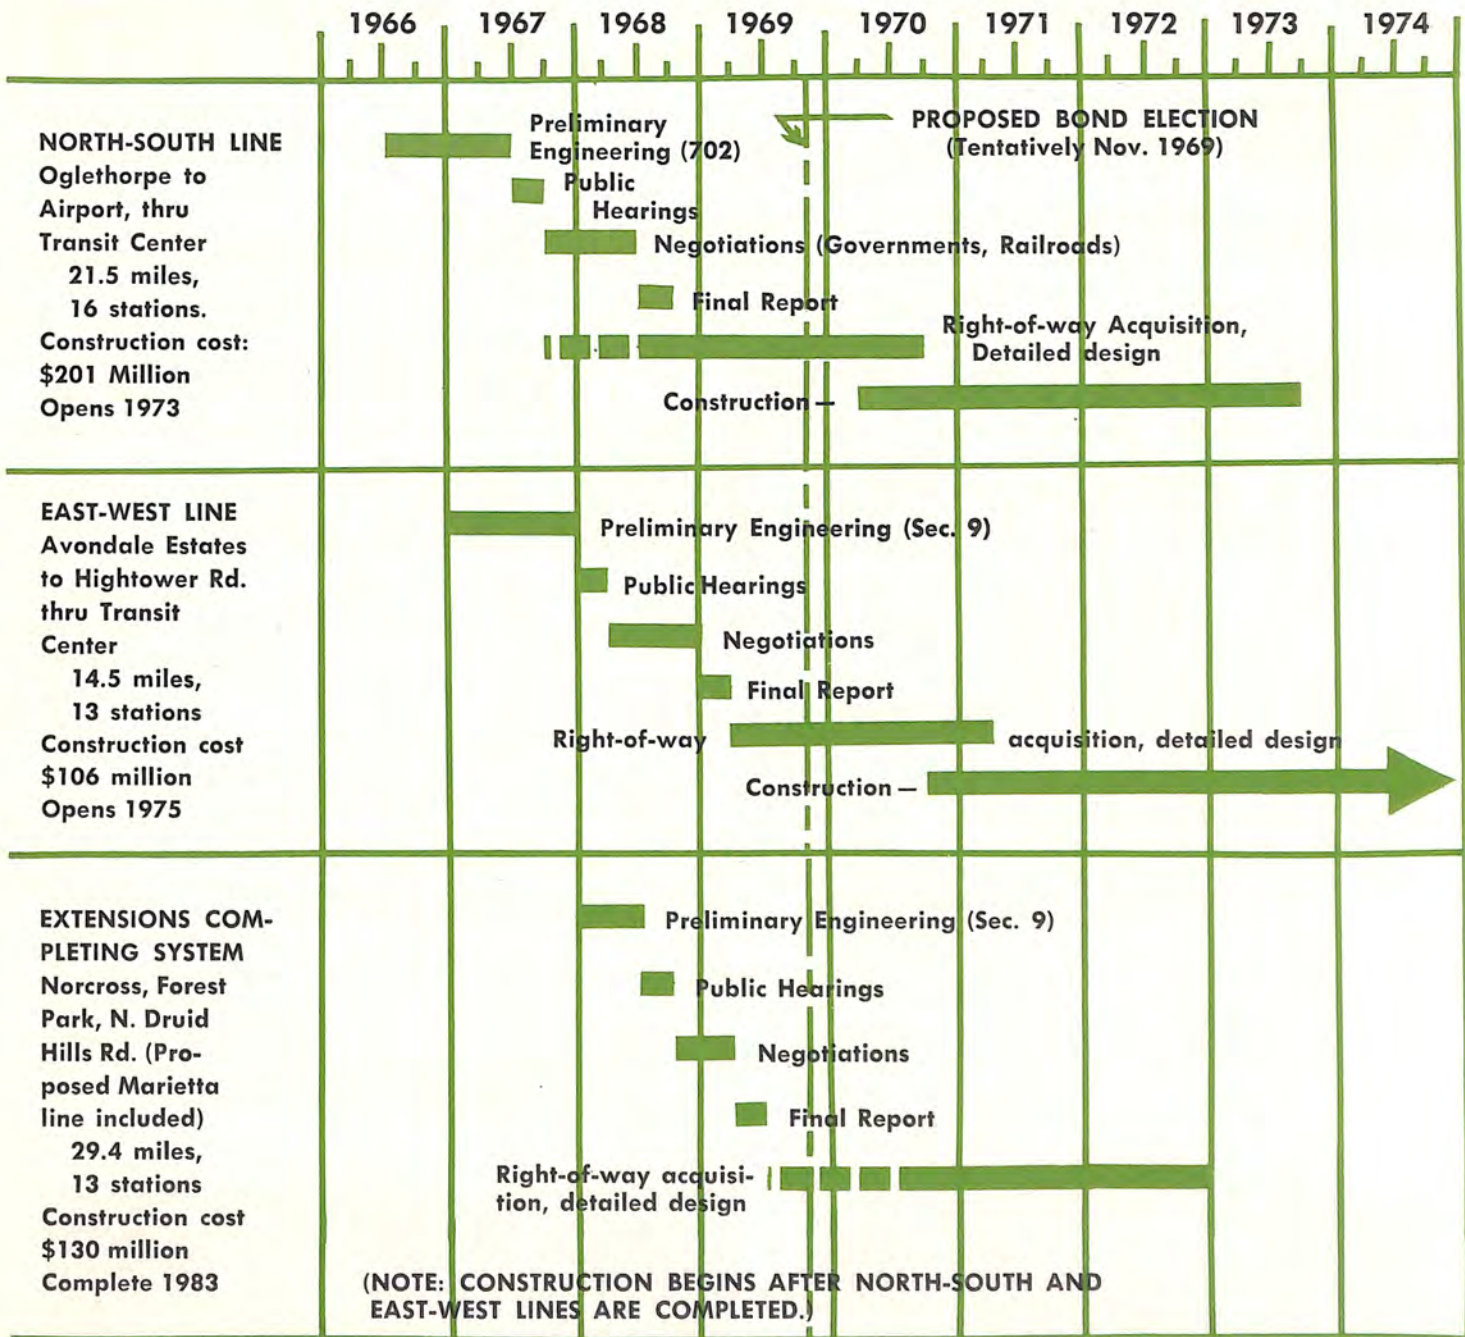 1966 1967 1968 1969 1970 1971 1972 1973 1974
PROPOSED BOND ELECTION
(Tentatively Nov. 1969)
NORTH-SOUTH LINE
Oglethorpe to
Airport, thru
Transit Center
21.5 miles,
16 stations.
Construction cost:
$201 Million
Opens 1973
Preliminary
Engineering (702)
Public
Hearings
Negotiations (Governments, Railroads)
Final Report
Right-of-way Acquisition,
Detailed design
Construction —
EAST-WEST LINE
Avondale Estates
to Hightower Rd.
thru Transit
Center
14.5 miles,
13 stations
Construction cost
$106 million
Opens 1975
Preliminary Engineering (Sec. 9)
Public Hearings
Negotiations
Final Report
Right-of-way acquisition, detailed design
Construction —
EXTENSIONS COM-
PLETING SYSTEM
Norcross, Forest
Park, N. Druid
Hills Rd. (Pro-
posed Marietta
line included)
29.4 miles,
13 stations
Construction cost
$130 million
Complete 1983
Preliminary Engineering (Sec. 9)
Public Hearings
Negotiations
Final Report
Right-of-way acquisi-
tion, detailed design
(NOTE: CONSTRUCTION BEGINS AFTER NORTH-SOUTH AND
EAST-WEST LINES ARE COMPLETED.)